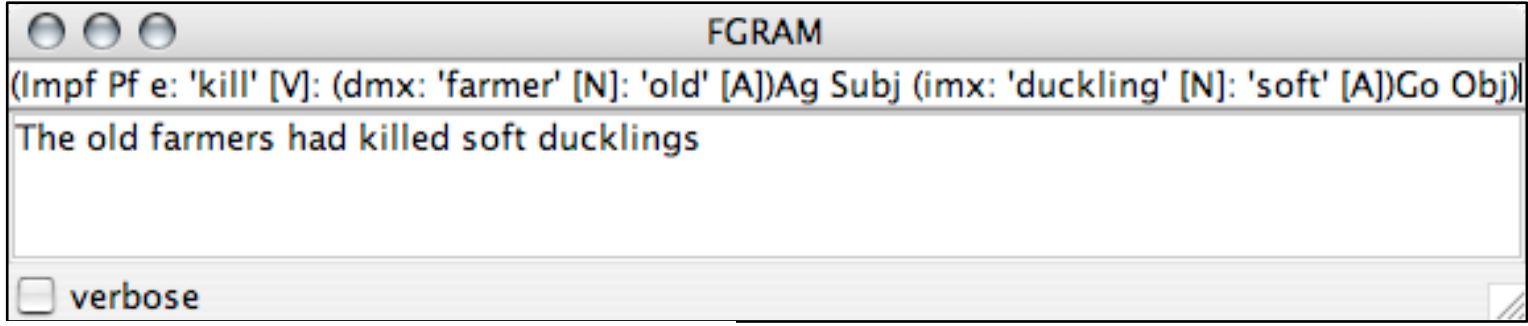 FGRAM
(Impf Pf e: 'kill' [V]: (dmx: 'farmer' [N]: 'old' [A])Ag Subj (imx: 'duckling' [N]: 'soft' [A])Go Obj)
The old farmers had killed soft ducklings
verbose